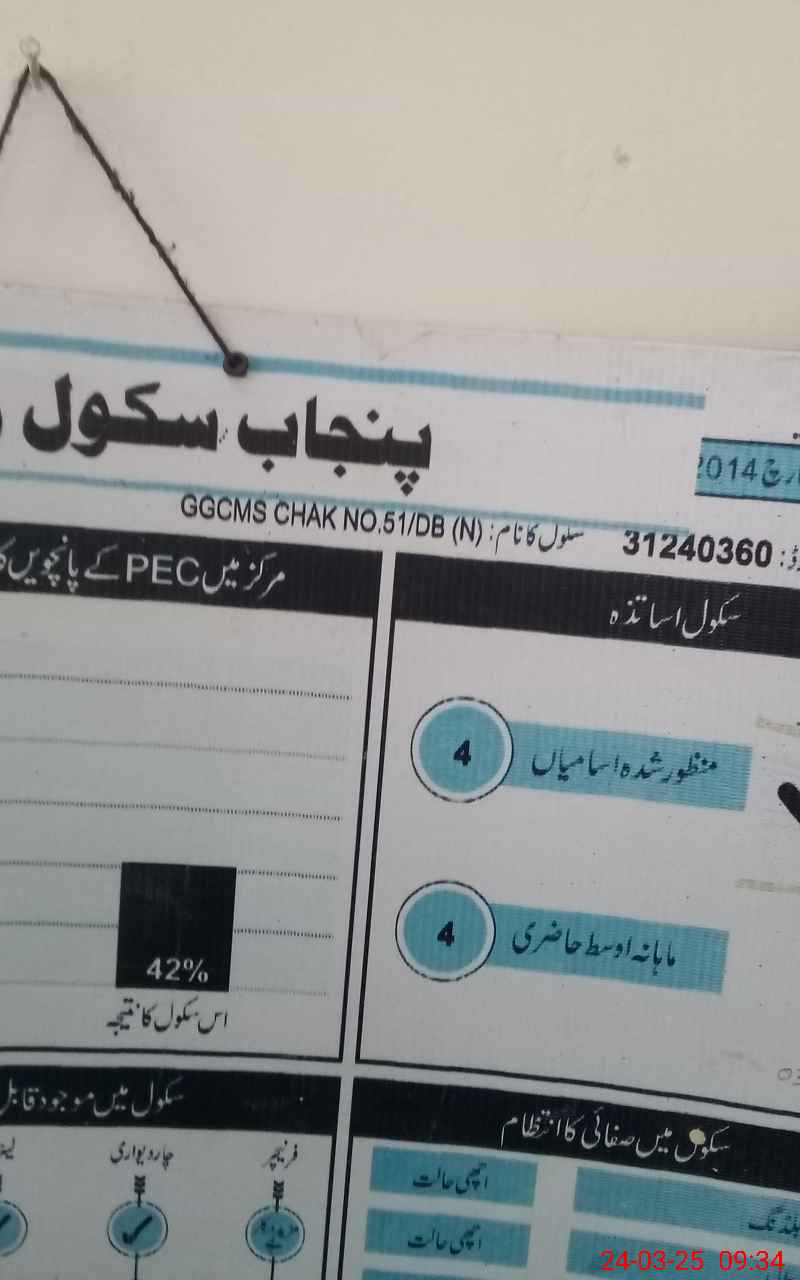 پنجاب سکول
مارچ 2014
31240360
سکول کا نام: GGCMS CHAK NO.51/DB (N)
سکول اساتذہ
منظور شدہ اسامیاں
4
ماہانہ اوسط حاضری
4
مرکز میں PEC کے پانچویں
42%
اس سکول کا نتیجہ
سکول میں صفائی کا انتظام
بلڈنگ
اچھی حالت
اچھی حالت
سکول میں موجود قابل
فرنیچر
چاردیواری
24-03-25 09:34